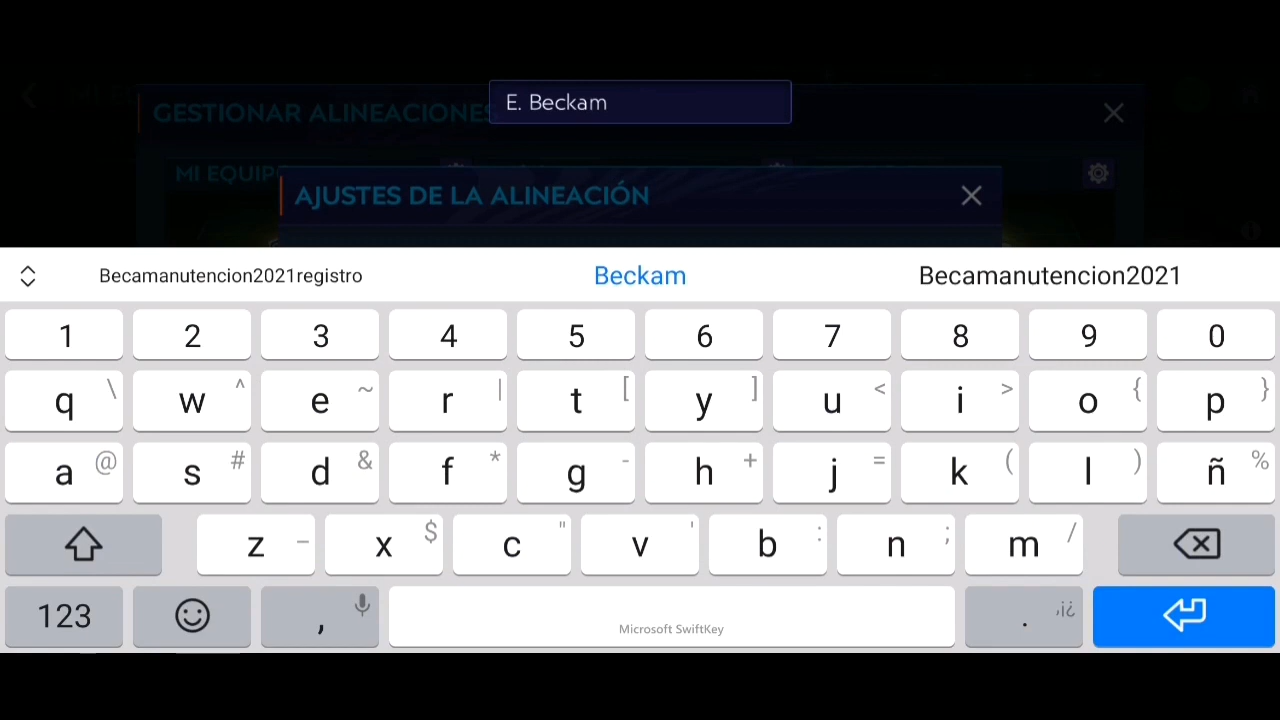 E. Beckam
GESTIONAR ALINEACIONES
MI EQUIPO
AJUSTES DE LA ALINEACIÓN
Becamanutencion2021registro Beckam Becamanutencion2021
1 2 3 4 5 6 7 8 9 0
q \ w ^ e ~ r | t [ y ] u < i > o { p }
a @ s # d & f * g - h + j = k ( l ) ñ %
z _ x $ c " v ' b : n ; m /
123 , Microsoft SwiftKey . ,¡¿